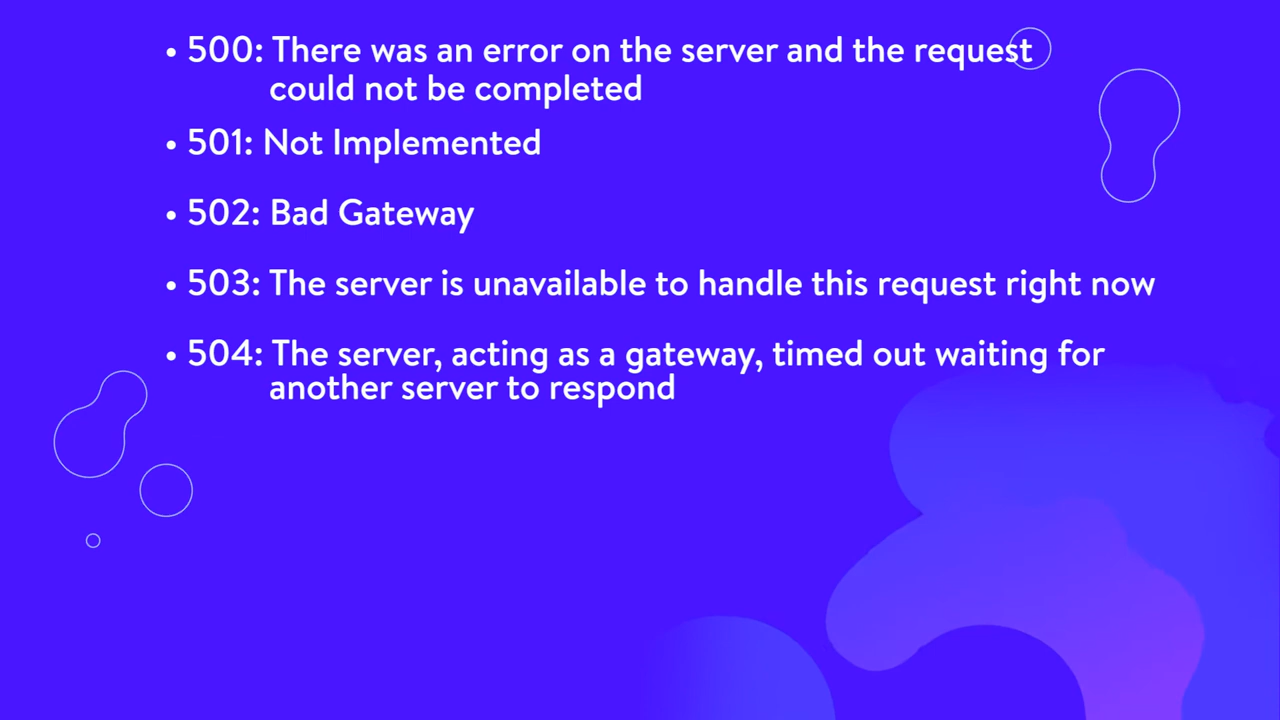 • 500: There was an error on the server and the request
could not be completed
• 501: Not Implemented
• 502: Bad Gateway
• 503: The server is unavailable to handle this request right now
• 504: The server, acting as a gateway, timed out waiting for
another server to respond